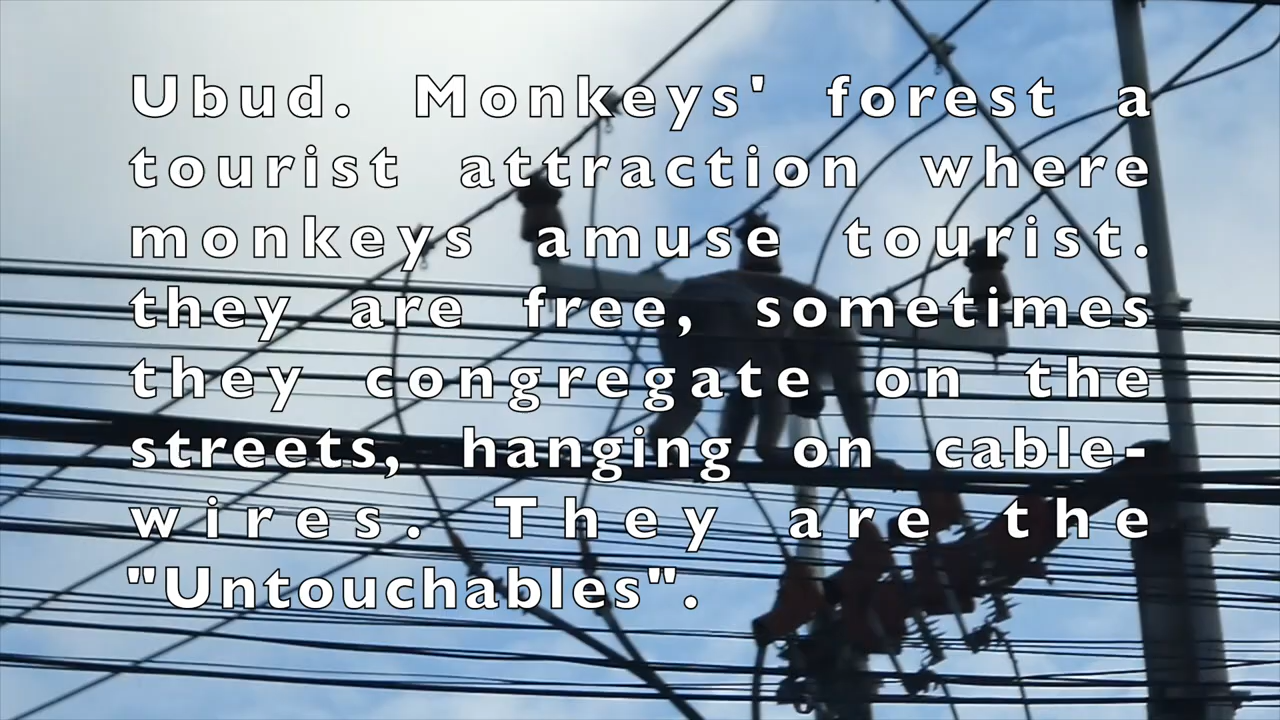 Ubud. Monkeys' forest a
tourist attraction where
monkeys amuse tourist.
they are free, sometimes
they congregate on the
streets, hanging on cable-
wires. They are the
"Untouchables".